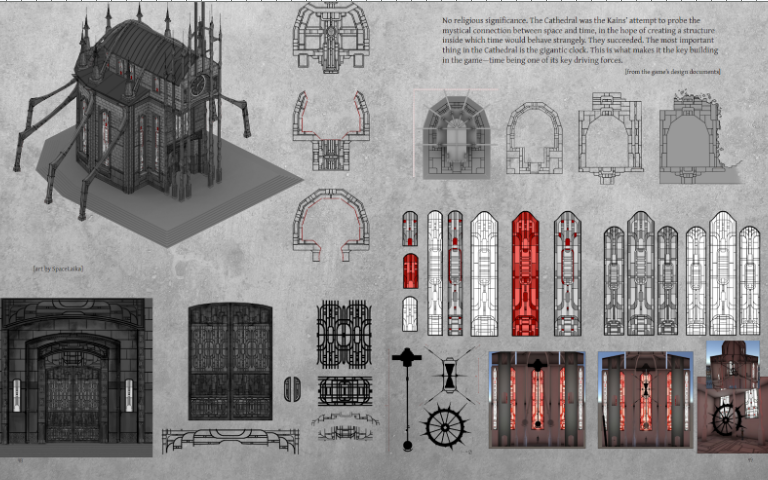 No religious significance. The Cathedral was the Kains' attempt to probe the
mystical connection between space and time, in the hope of creating a structure
inside which time would behave strangely. They succeeded. The most important
thing in the Cathedral is the gigantic clock. This is what makes it the key building
in the game—time being one of its key driving forces.
[from the game's design documents]
[art by SpaceLaika]